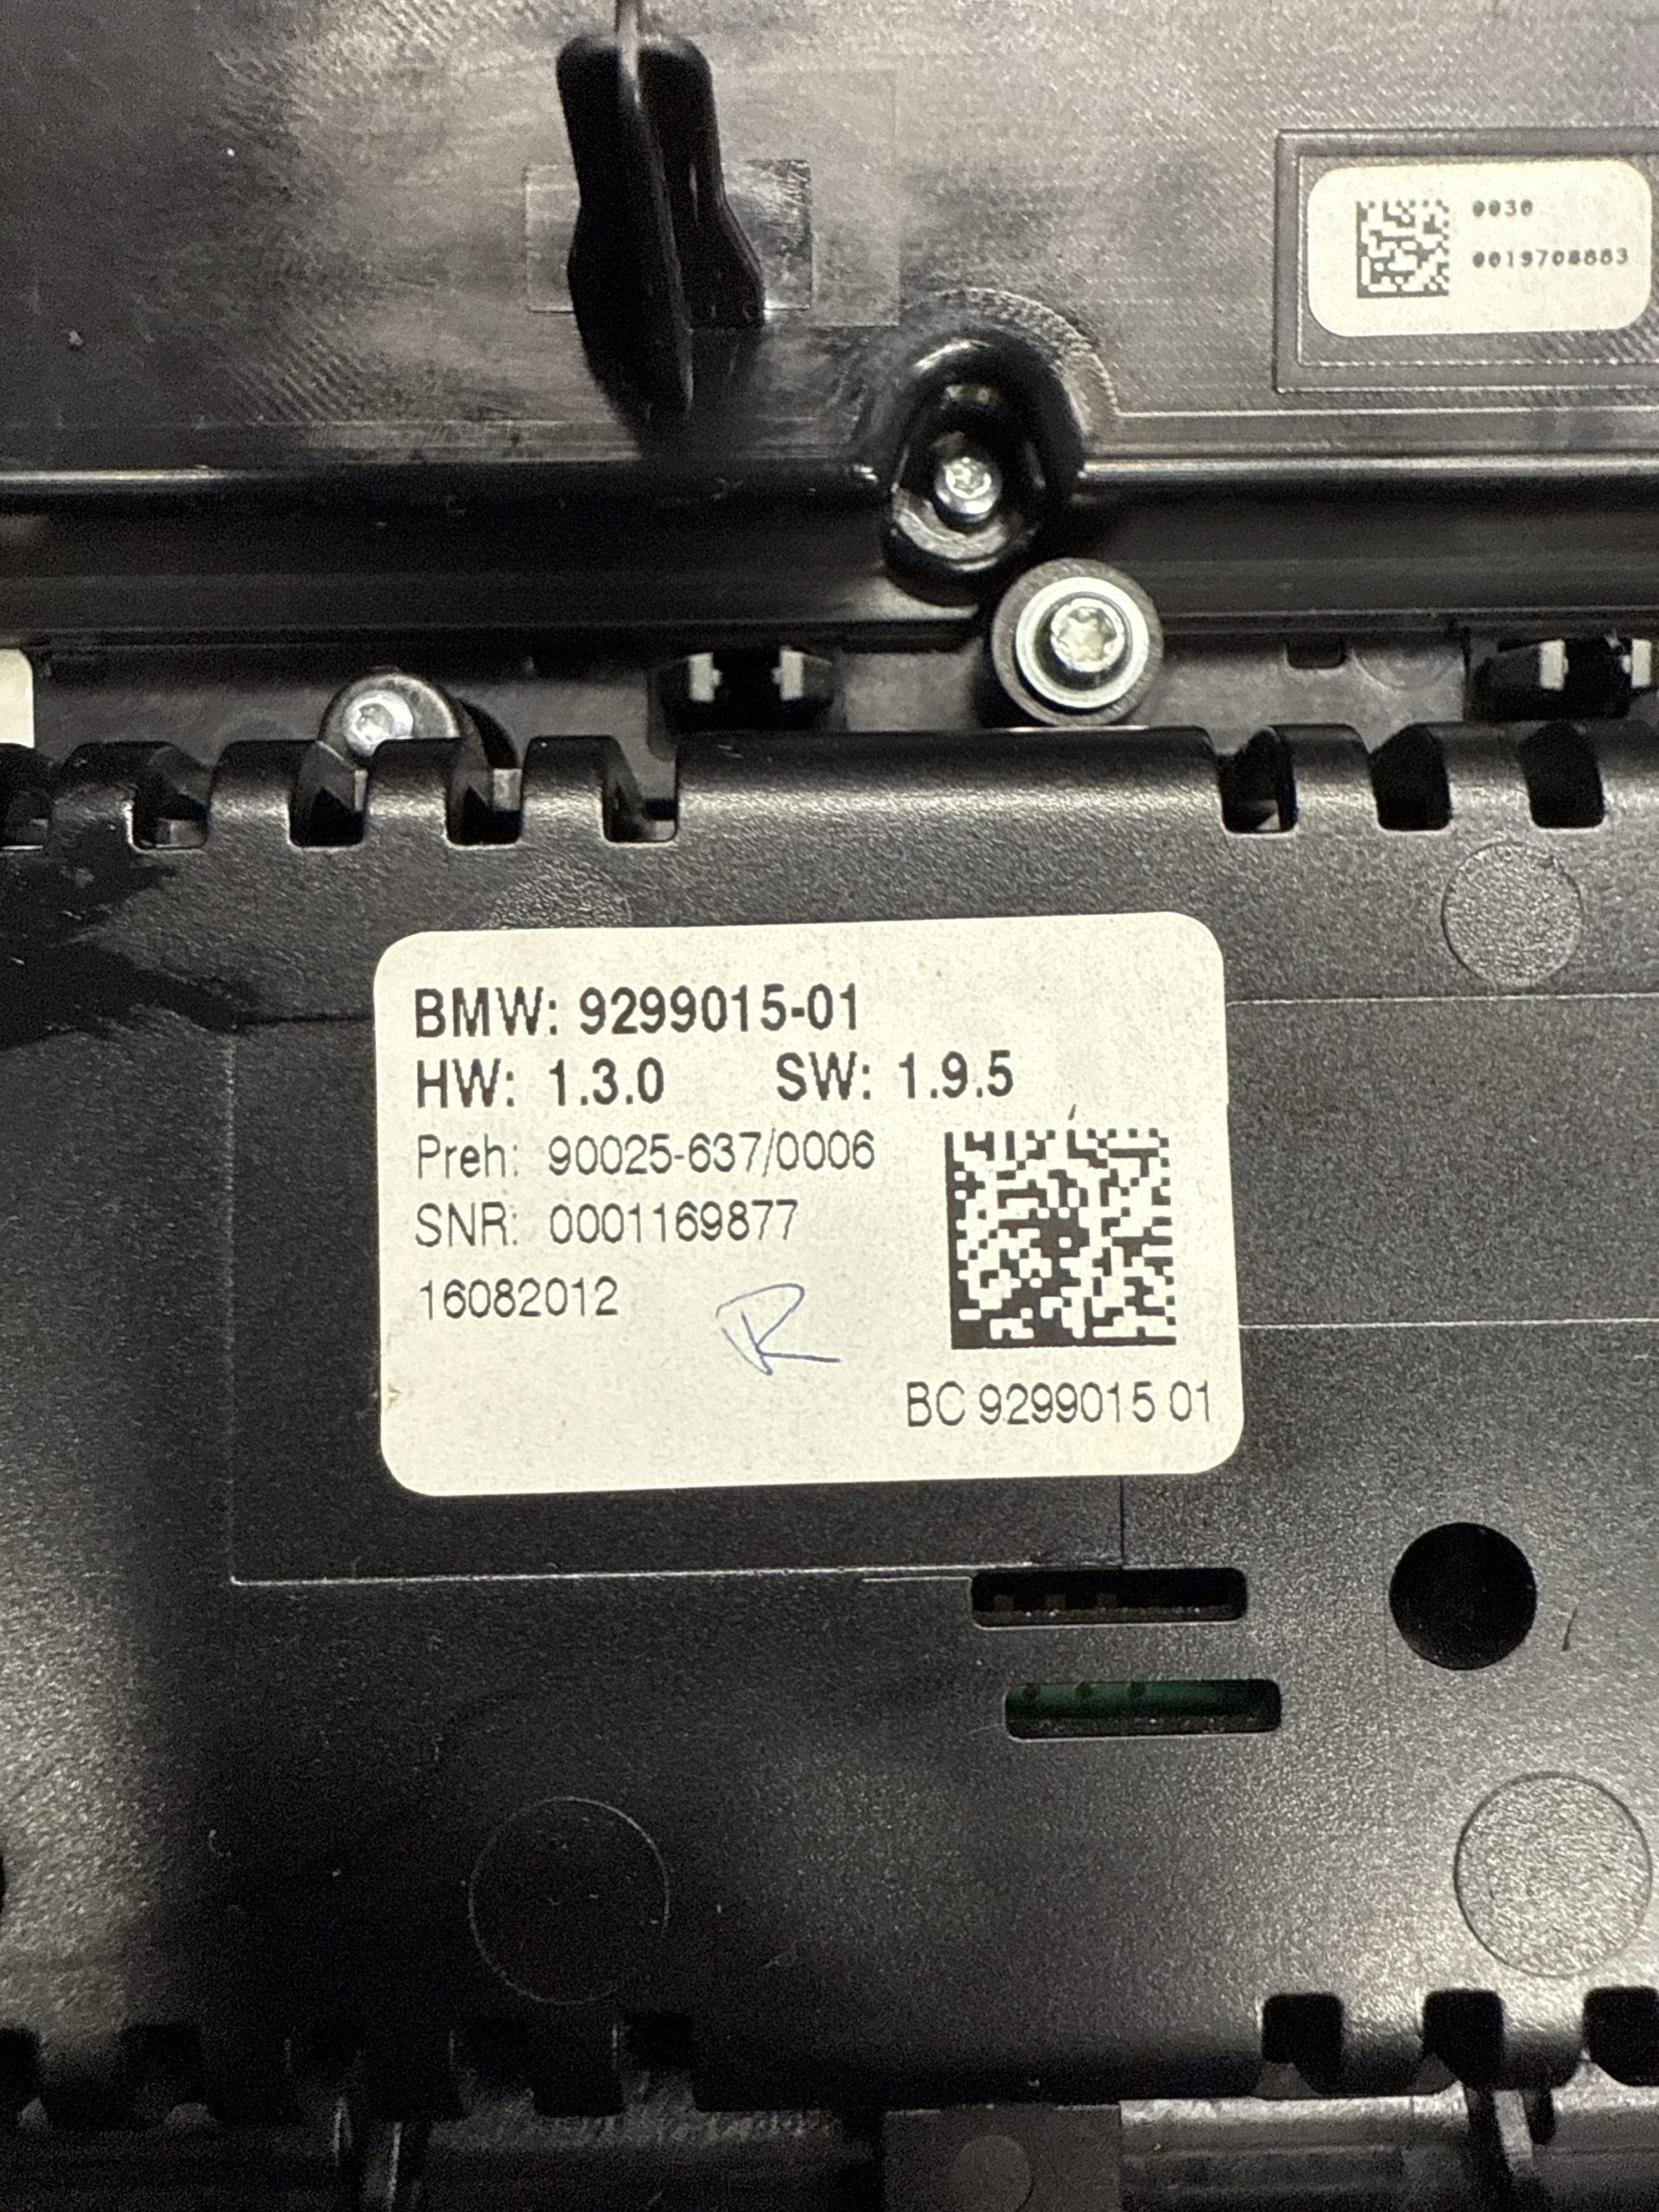 0030
0019708883
BMW: 9299015-01
HW: 1.3.0 SW: 1.9.5
Preh: 90025-637/0006
SNR: 0001169877
16082012
R
BC 9299015 01